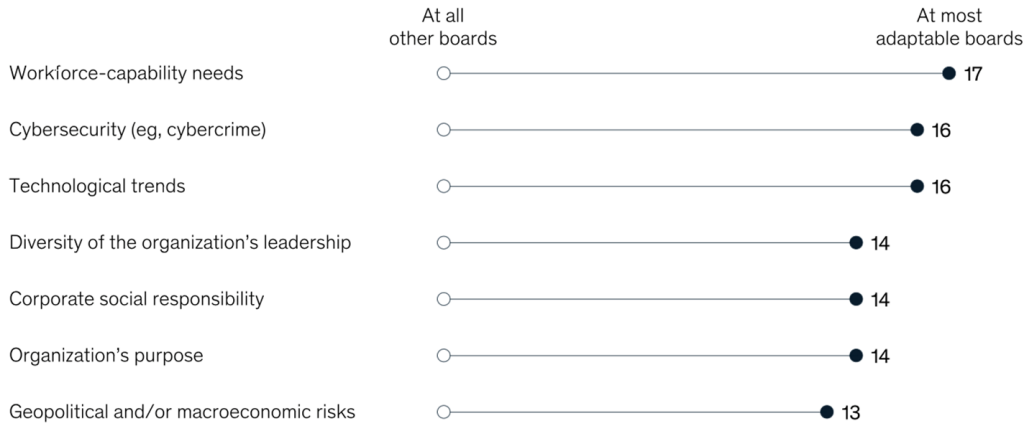 At all
other boards
At most
adaptable boards
Workforce-capability needs
17
Cybersecurity (eg, cybercrime)
16
Technological trends
16
Diversity of the organization’s leadership
14
Corporate social responsibility
14
Organization’s purpose
14
Geopolitical and/or macroeconomic risks
13